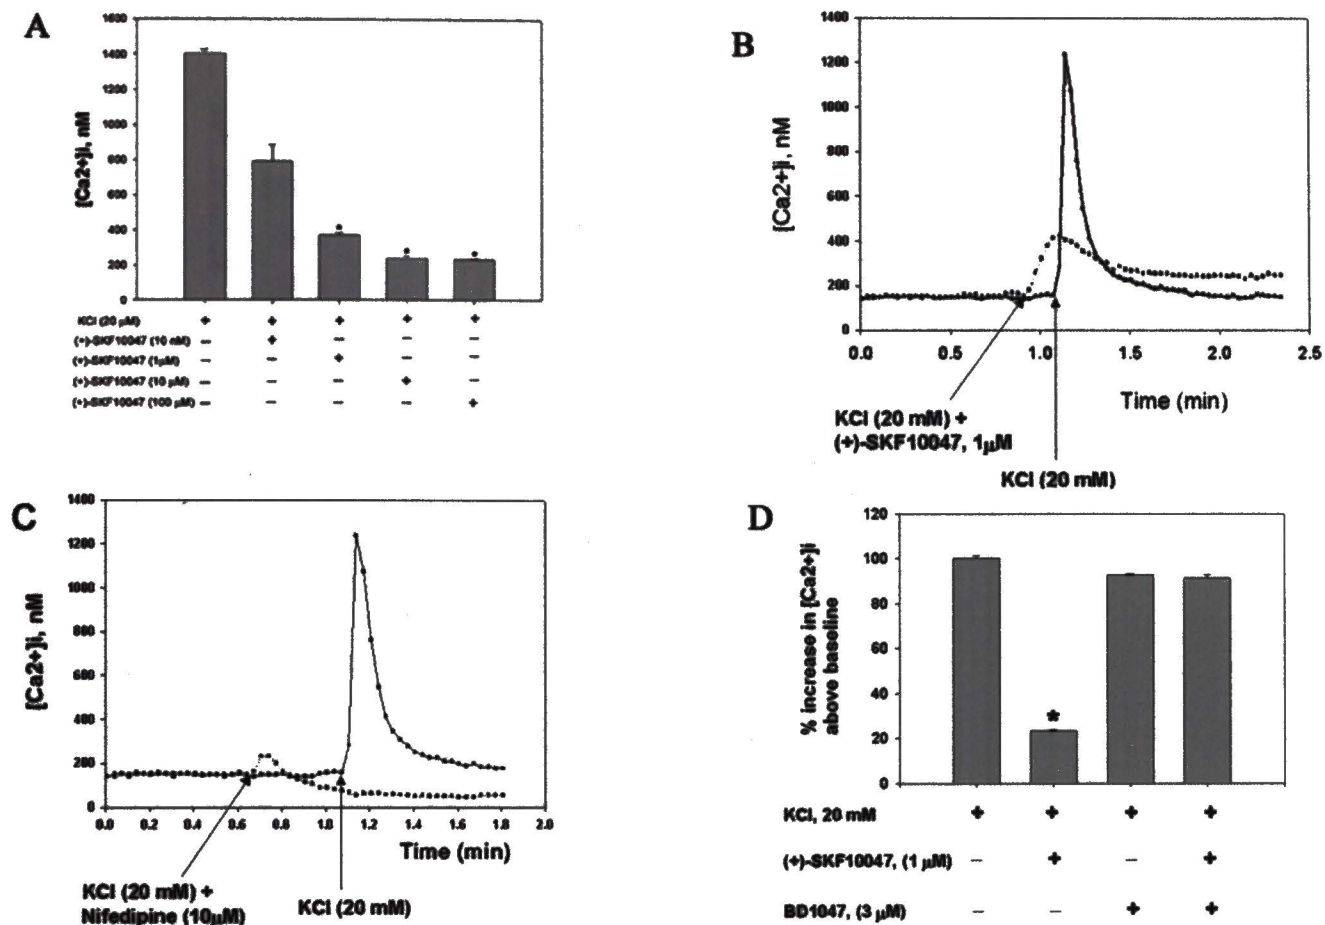 A
1600
1400
1200
1000
800
600
400
200
0
[Ca2+]i, nM
KCl (20 μM) + + + + +
(+)-SKF10047 (10 nM) – + – – –
(+)-SKF10047 (1μM) – – + – –
(+)-SKF10047 (10 μM) – – – + –
(+)-SKF10047 (100 μM) – – – – +
B
1400
1200
1000
800
600
400
200
0
[Ca2+]i, nM
0.0 0.5 1.0 1.5 2.0 2.5
Time (min)
KCl (20 mM) +
(+)-SKF10047, 1μM
KCl (20 mM)
C
1400
1200
1000
800
600
400
200
0
[Ca2+]i, nM
0.0 0.2 0.4 0.6 0.8 1.0 1.2 1.4 1.6 1.8 2.0
Time (min)
KCl (20 mM) +
Nifedipine (10μM)
KCl (20 mM)
D
120
100
80
60
40
20
0
% increase in [Ca2+]i
above baseline
*
KCl, 20 mM + + + +
(+)-SKF10047, (1 μM) – + – +
BD1047, (3 μM) – – + +